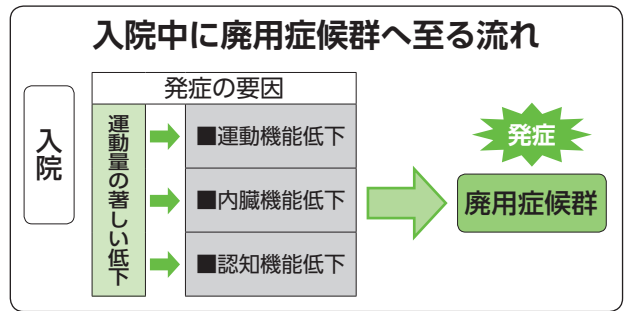 入院中に廃用症候群へ至る流れ
発症の要因
入院
運動量の著しい低下
■運動機能低下
■内臓機能低下
■認知機能低下
発症
廃用症候群